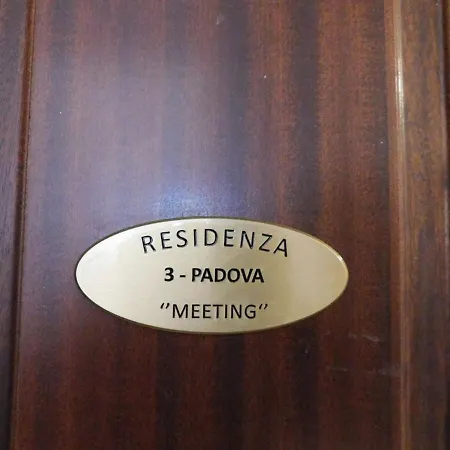 RESIDENZA
3 - PADOVA
‘’MEETING‘’